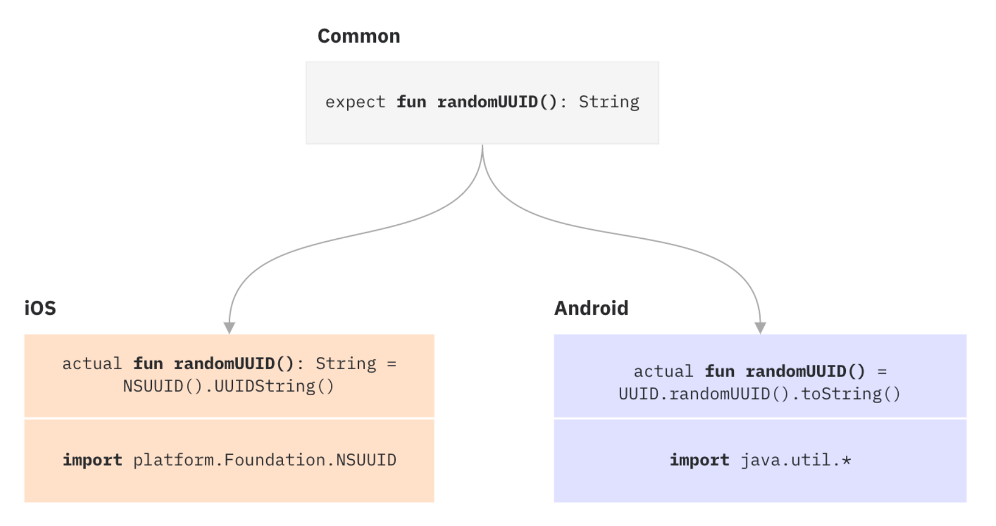 Common
expect fun randomUUID(): String
iOS
actual fun randomUUID(): String =
NSUUID().UUIDString()
import platform.Foundation.NSUUID
Android
actual fun randomUUID() =
UUID.randomUUID().toString()
import java.util.*